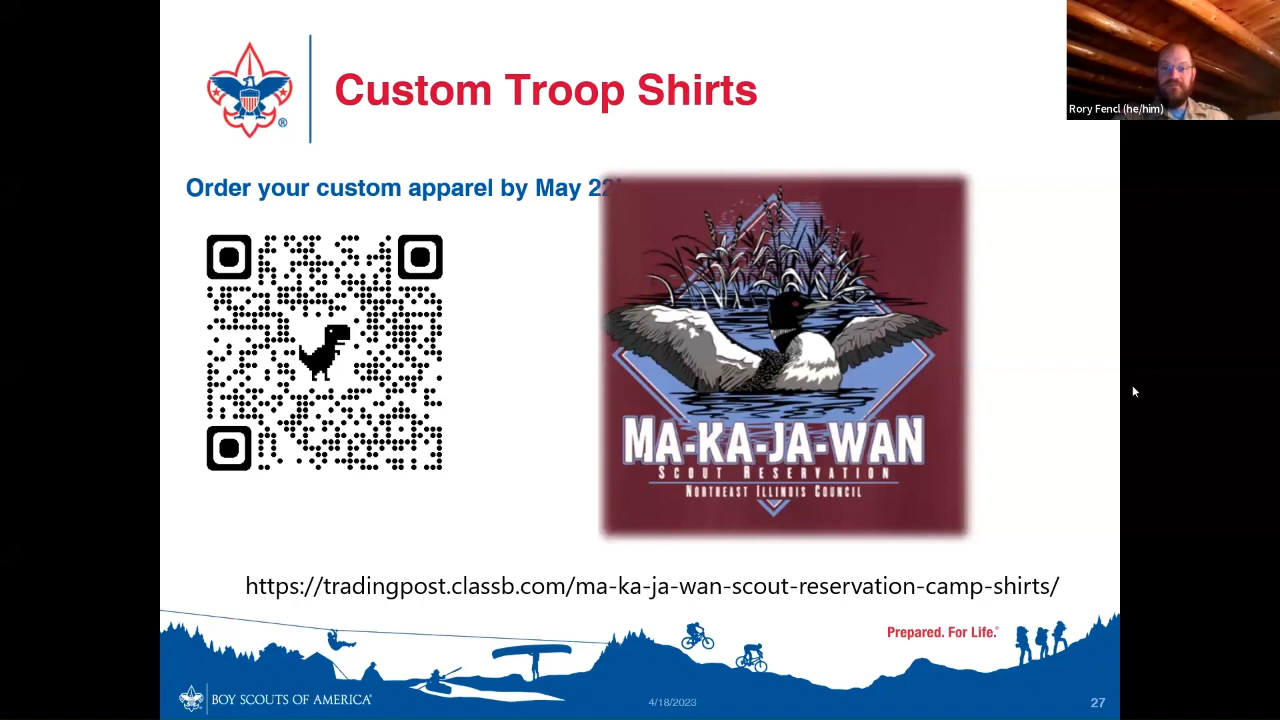 Custom Troop Shirts
Rory Fencl (he/him)
Order your custom apparel by May 22
MA-KA-JA-WAN
SCOUT RESERVATION
NORTHEAST ILLINOIS COUNCIL
https://tradingpost.classb.com/ma-ka-ja-wan-scout-reservation-camp-shirts/
Prepared. For Life.®
BOY SCOUTS OF AMERICA®
4/18/2023
27